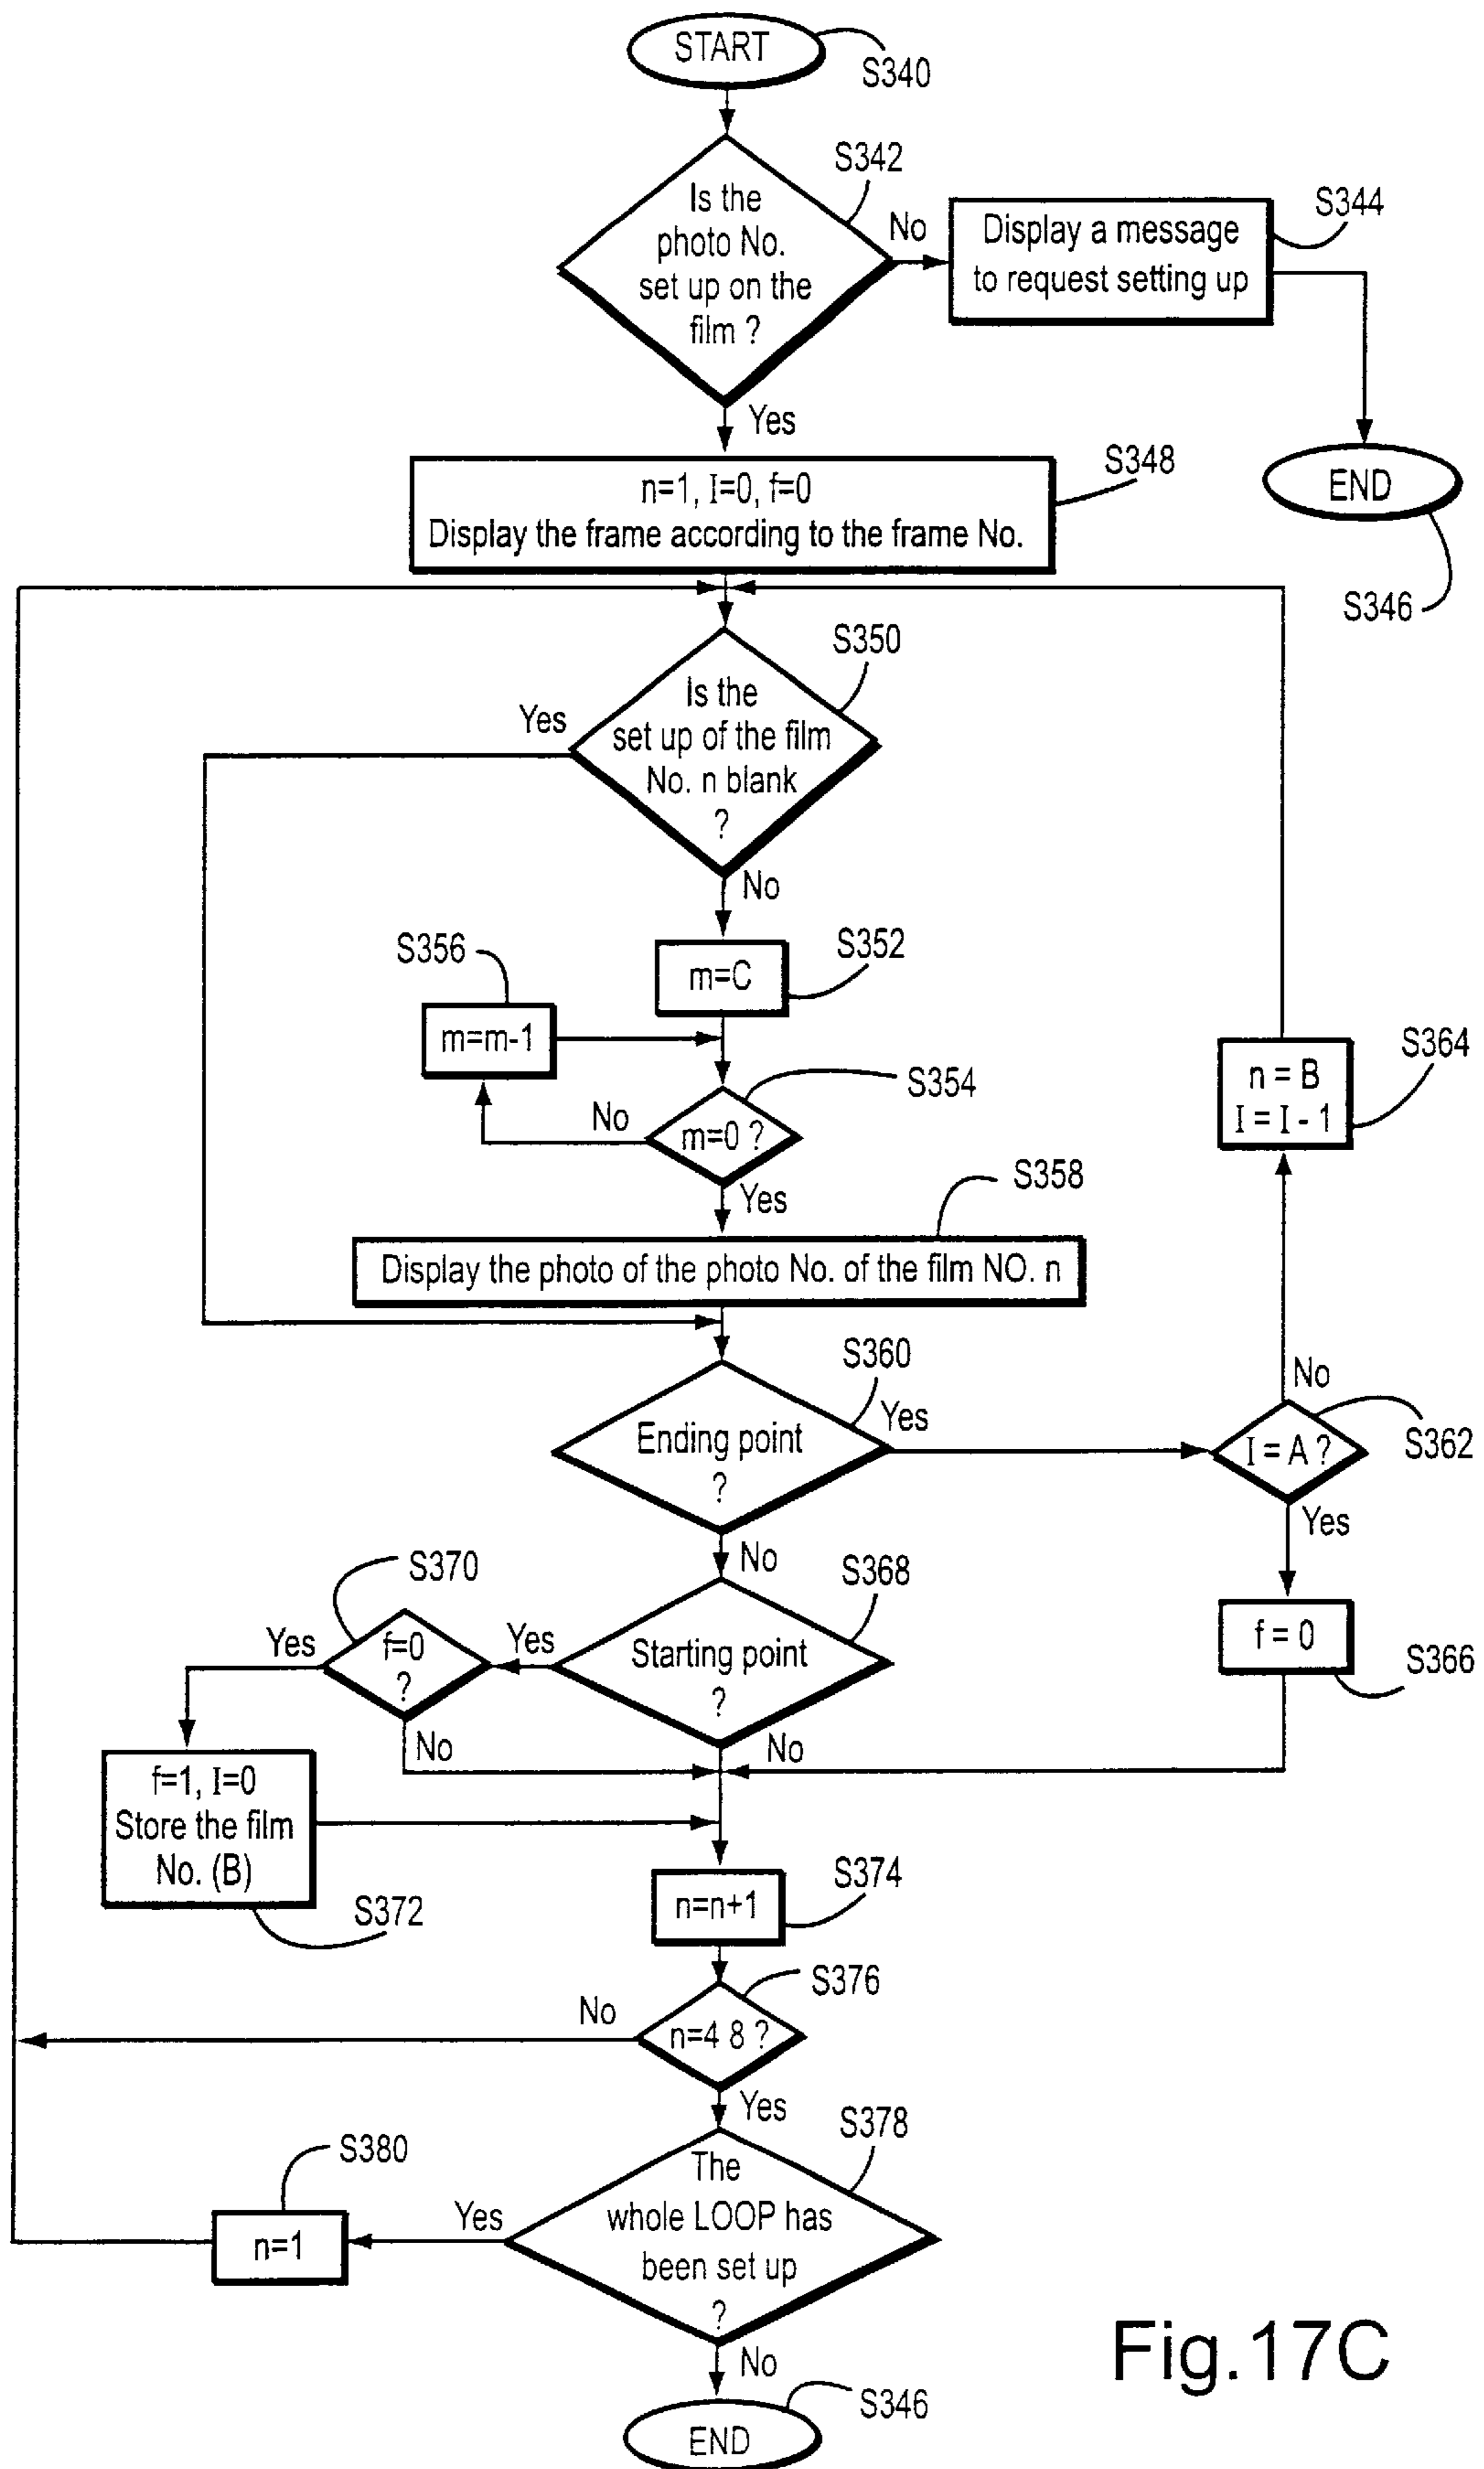 START
S340
S342
Is the
photo No.
set up on the
film ?
No
Display a message
to request setting up
S344
Yes
n=1, I=0, f=0
Display the frame according to the frame No.
S348
END
S346
S350
Is the
set up of the film
No. n blank
?
Yes
No
S356
m=C
S352
m=m-1
S354
No
m=0 ?
n = B
I = I - 1
S364
Yes
S358
Display the photo of the photo No. of the film NO. n
S360
Ending point
?
Yes
No
I = A ?
S362
No
Yes
S370
S368
Yes
f=0
?
Yes
Starting point
?
f = 0
S366
No
No
f=1, I=0
Store the film
No. (B)
S372
n=n+1
S374
S376
No
n=4 8 ?
Yes
S380
S378
n=1
Yes
The
whole LOOP has
been set up
?
No
END
S346
Fig.17C